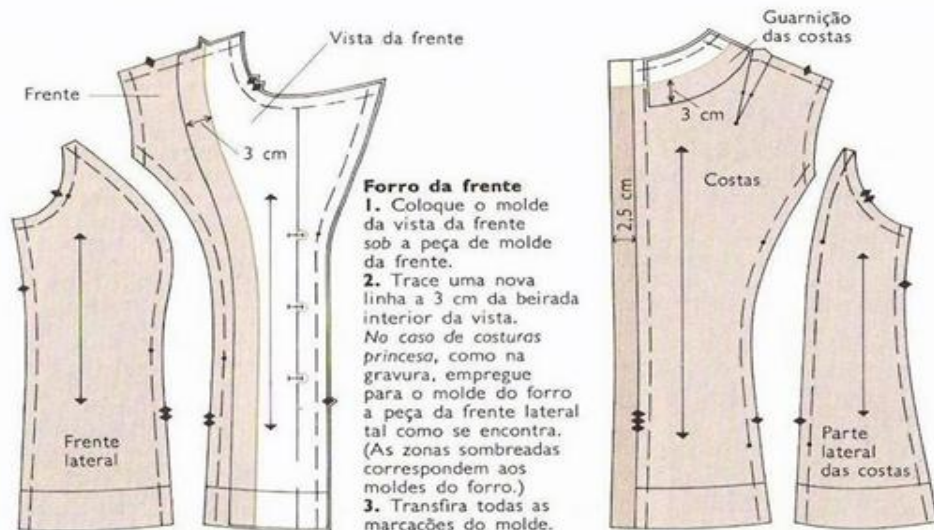 Vista da frente
Frente
3 cm
Frente
lateral
Forro da frente
1. Coloque o molde
da vista da frente
sob a peça de molde
da frente.
2. Trace uma nova
linha a 3 cm da beirada
interior da vista.
No caso de costuras
princesa, como na
gravura, empregue
para o molde do forro
a peça da frente lateral
tal como se encontra.
(As zonas sombreadas
correspondem aos
moldes do forro.)
3. Transfira todas as
marcações do molde.
Guarnição
das costas
3 cm
2,5 cm
Costas
Parte
lateral
das costas